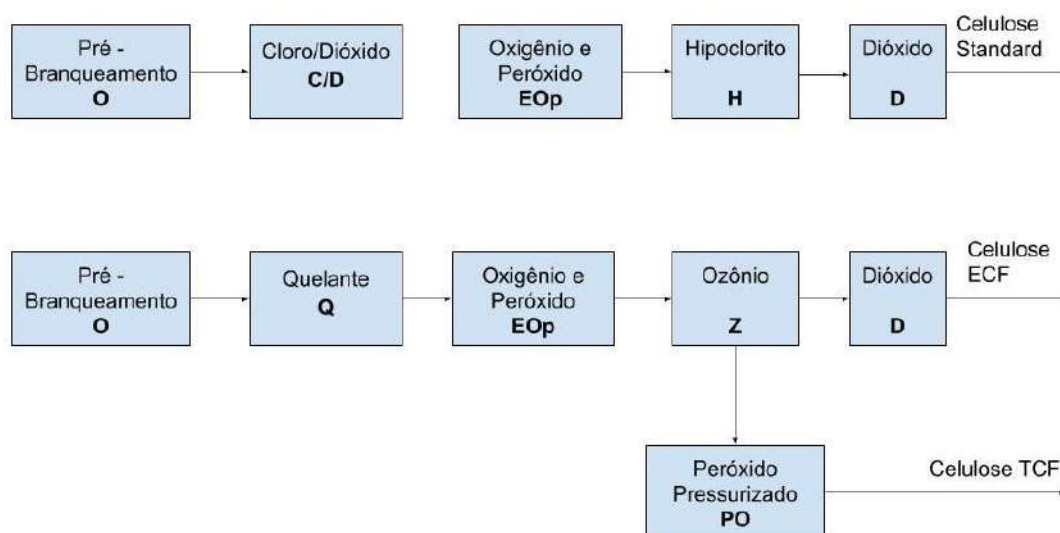 Pré -
Branqueamento
O
Cloro/Dióxido
C/D
Oxigênio e
Peróxido
EOp
Hipoclorito
H
Dióxido
D
Celulose
Standard
Pré -
Branqueamento
O
Quelante
Q
Oxigênio e
Peróxido
EOp
Ozônio
Z
Dióxido
D
Celulose
ECF
Peróxido
Pressurizado
PO
Celulose TCF